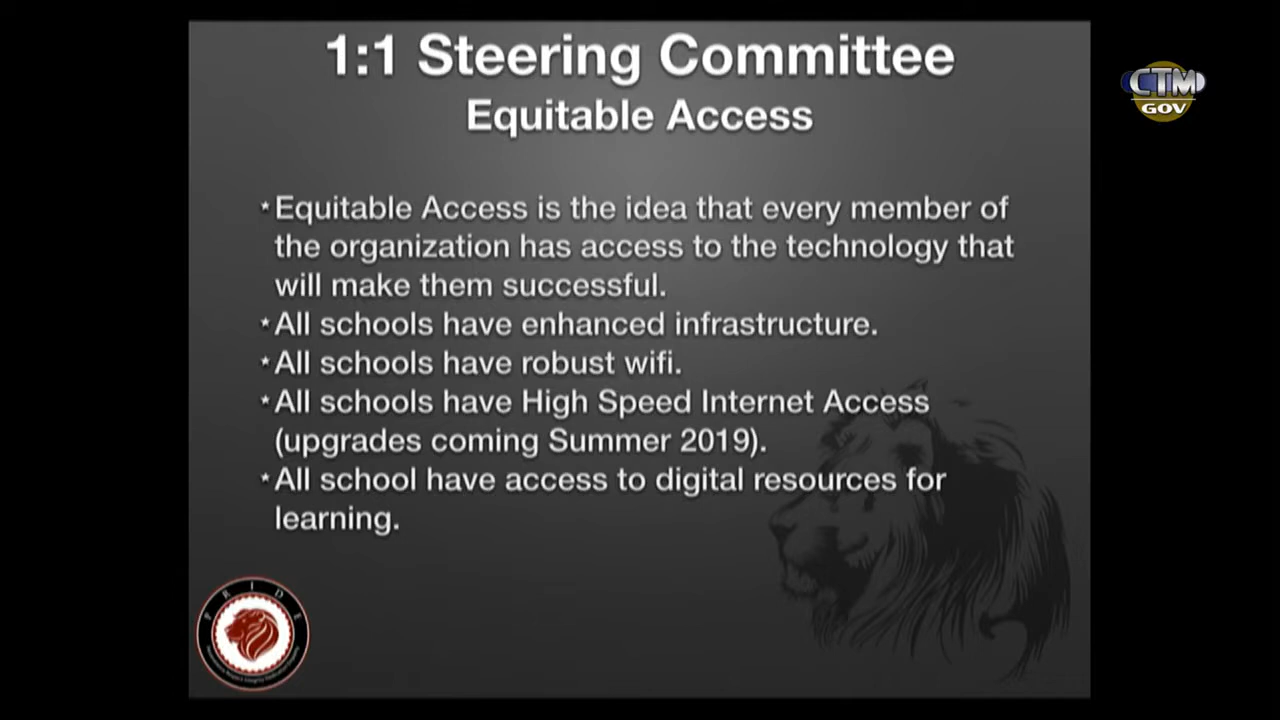 1:1 Steering Committee
Equitable Access
CTM
GOV
*Equitable Access is the idea that every member of
the organization has access to the technology that
will make them successful.
*All schools have enhanced infrastructure.
*All schools have robust wifi.
*All schools have High Speed Internet Access
(upgrades coming Summer 2019).
*All school have access to digital resources for
learning.
PRIDE